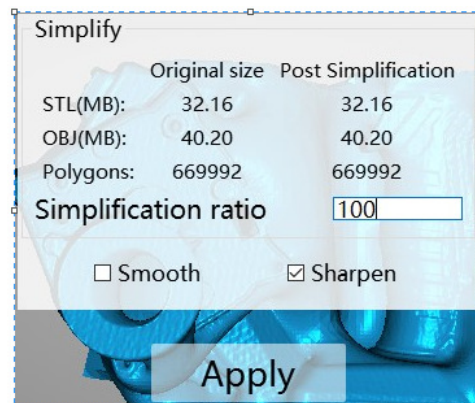 Simplify
Original size Post Simplification
STL(MB): 32.16 32.16
OBJ(MB): 40.20 40.20
Polygons: 669992 669992
Simplification ratio 100
Smooth Sharpen
Apply